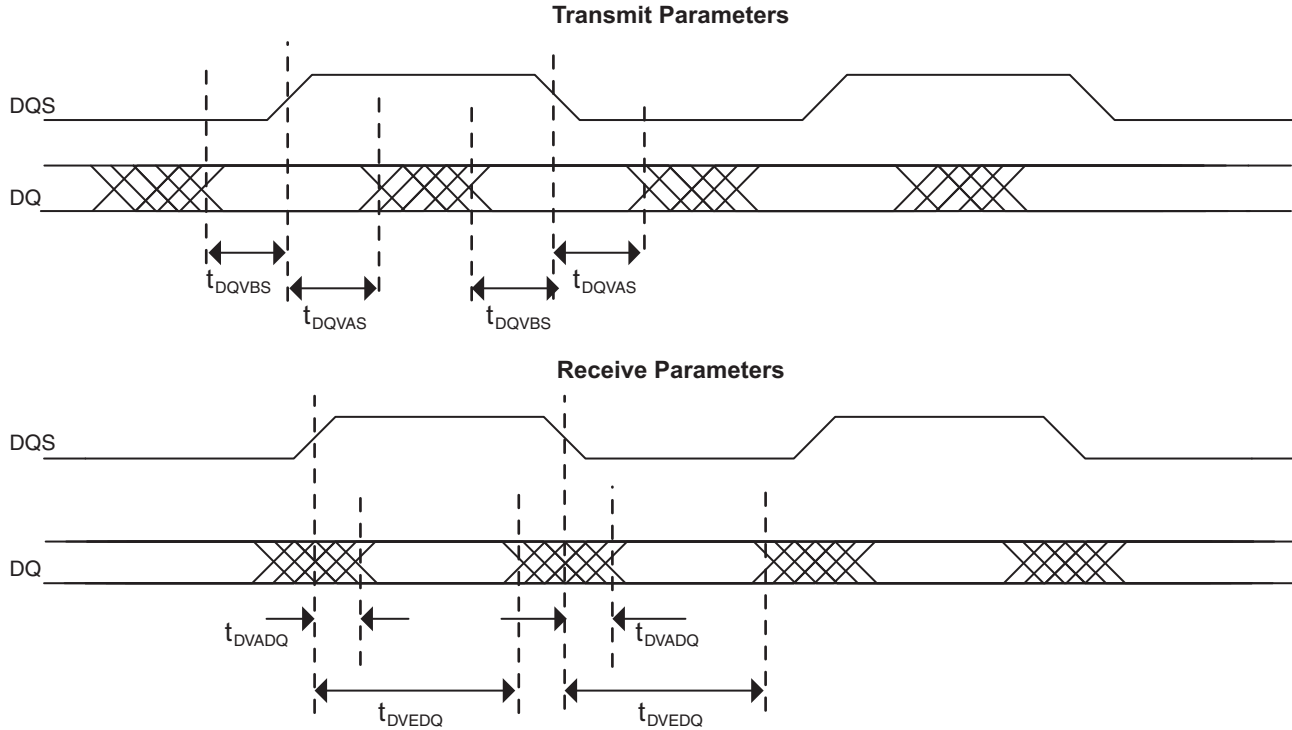 Transmit Parameters
DQS
DQ
tDQVBS
tDQVAS
tDQVBS
tDQVAS
Receive Parameters
DQS
DQ
tDVADQ
tDVADQ
tDVEDQ
tDVEDQ